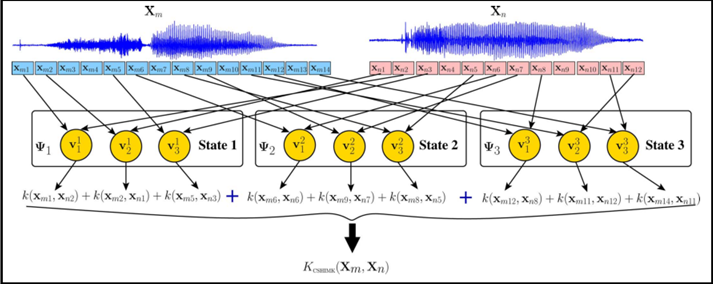 X_m X_n
x_m1 x_m2 x_m3 x_m4 x_m5 x_m6 x_m7 x_m8 x_m9 x_m10 x_m11 x_m12 x_m13 x_m14 x_n1 x_n2 x_n3 x_n4 x_n5 x_n6 x_n7 x_n8 x_n9 x_n10 x_n11 x_n12
Ψ_1 v_1^1 v_2^1 v_3^1 State 1 Ψ_2 v_1^2 v_2^2 v_3^2 State 2 Ψ_3 v_1^3 v_2^3 v_3^3 State 3
k(x_m1, x_n2) + k(x_m2, x_n1) + k(x_m5, x_n3) + k(x_m6, x_n6) + k(x_m9, x_n7) + k(x_m8, x_n5) + k(x_m12, x_n8) + k(x_m11, x_n12) + k(x_m14, x_n11)
K_CSHIMK(X_m, X_n)